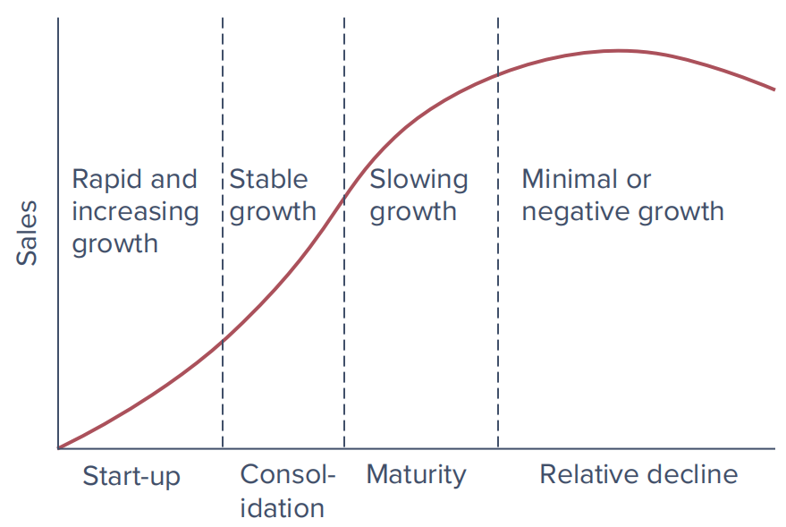 Sales
Rapid and
increasing
growth
Stable
growth
Slowing
growth
Minimal or
negative growth
Start-up
Consol-
idation
Maturity
Relative decline